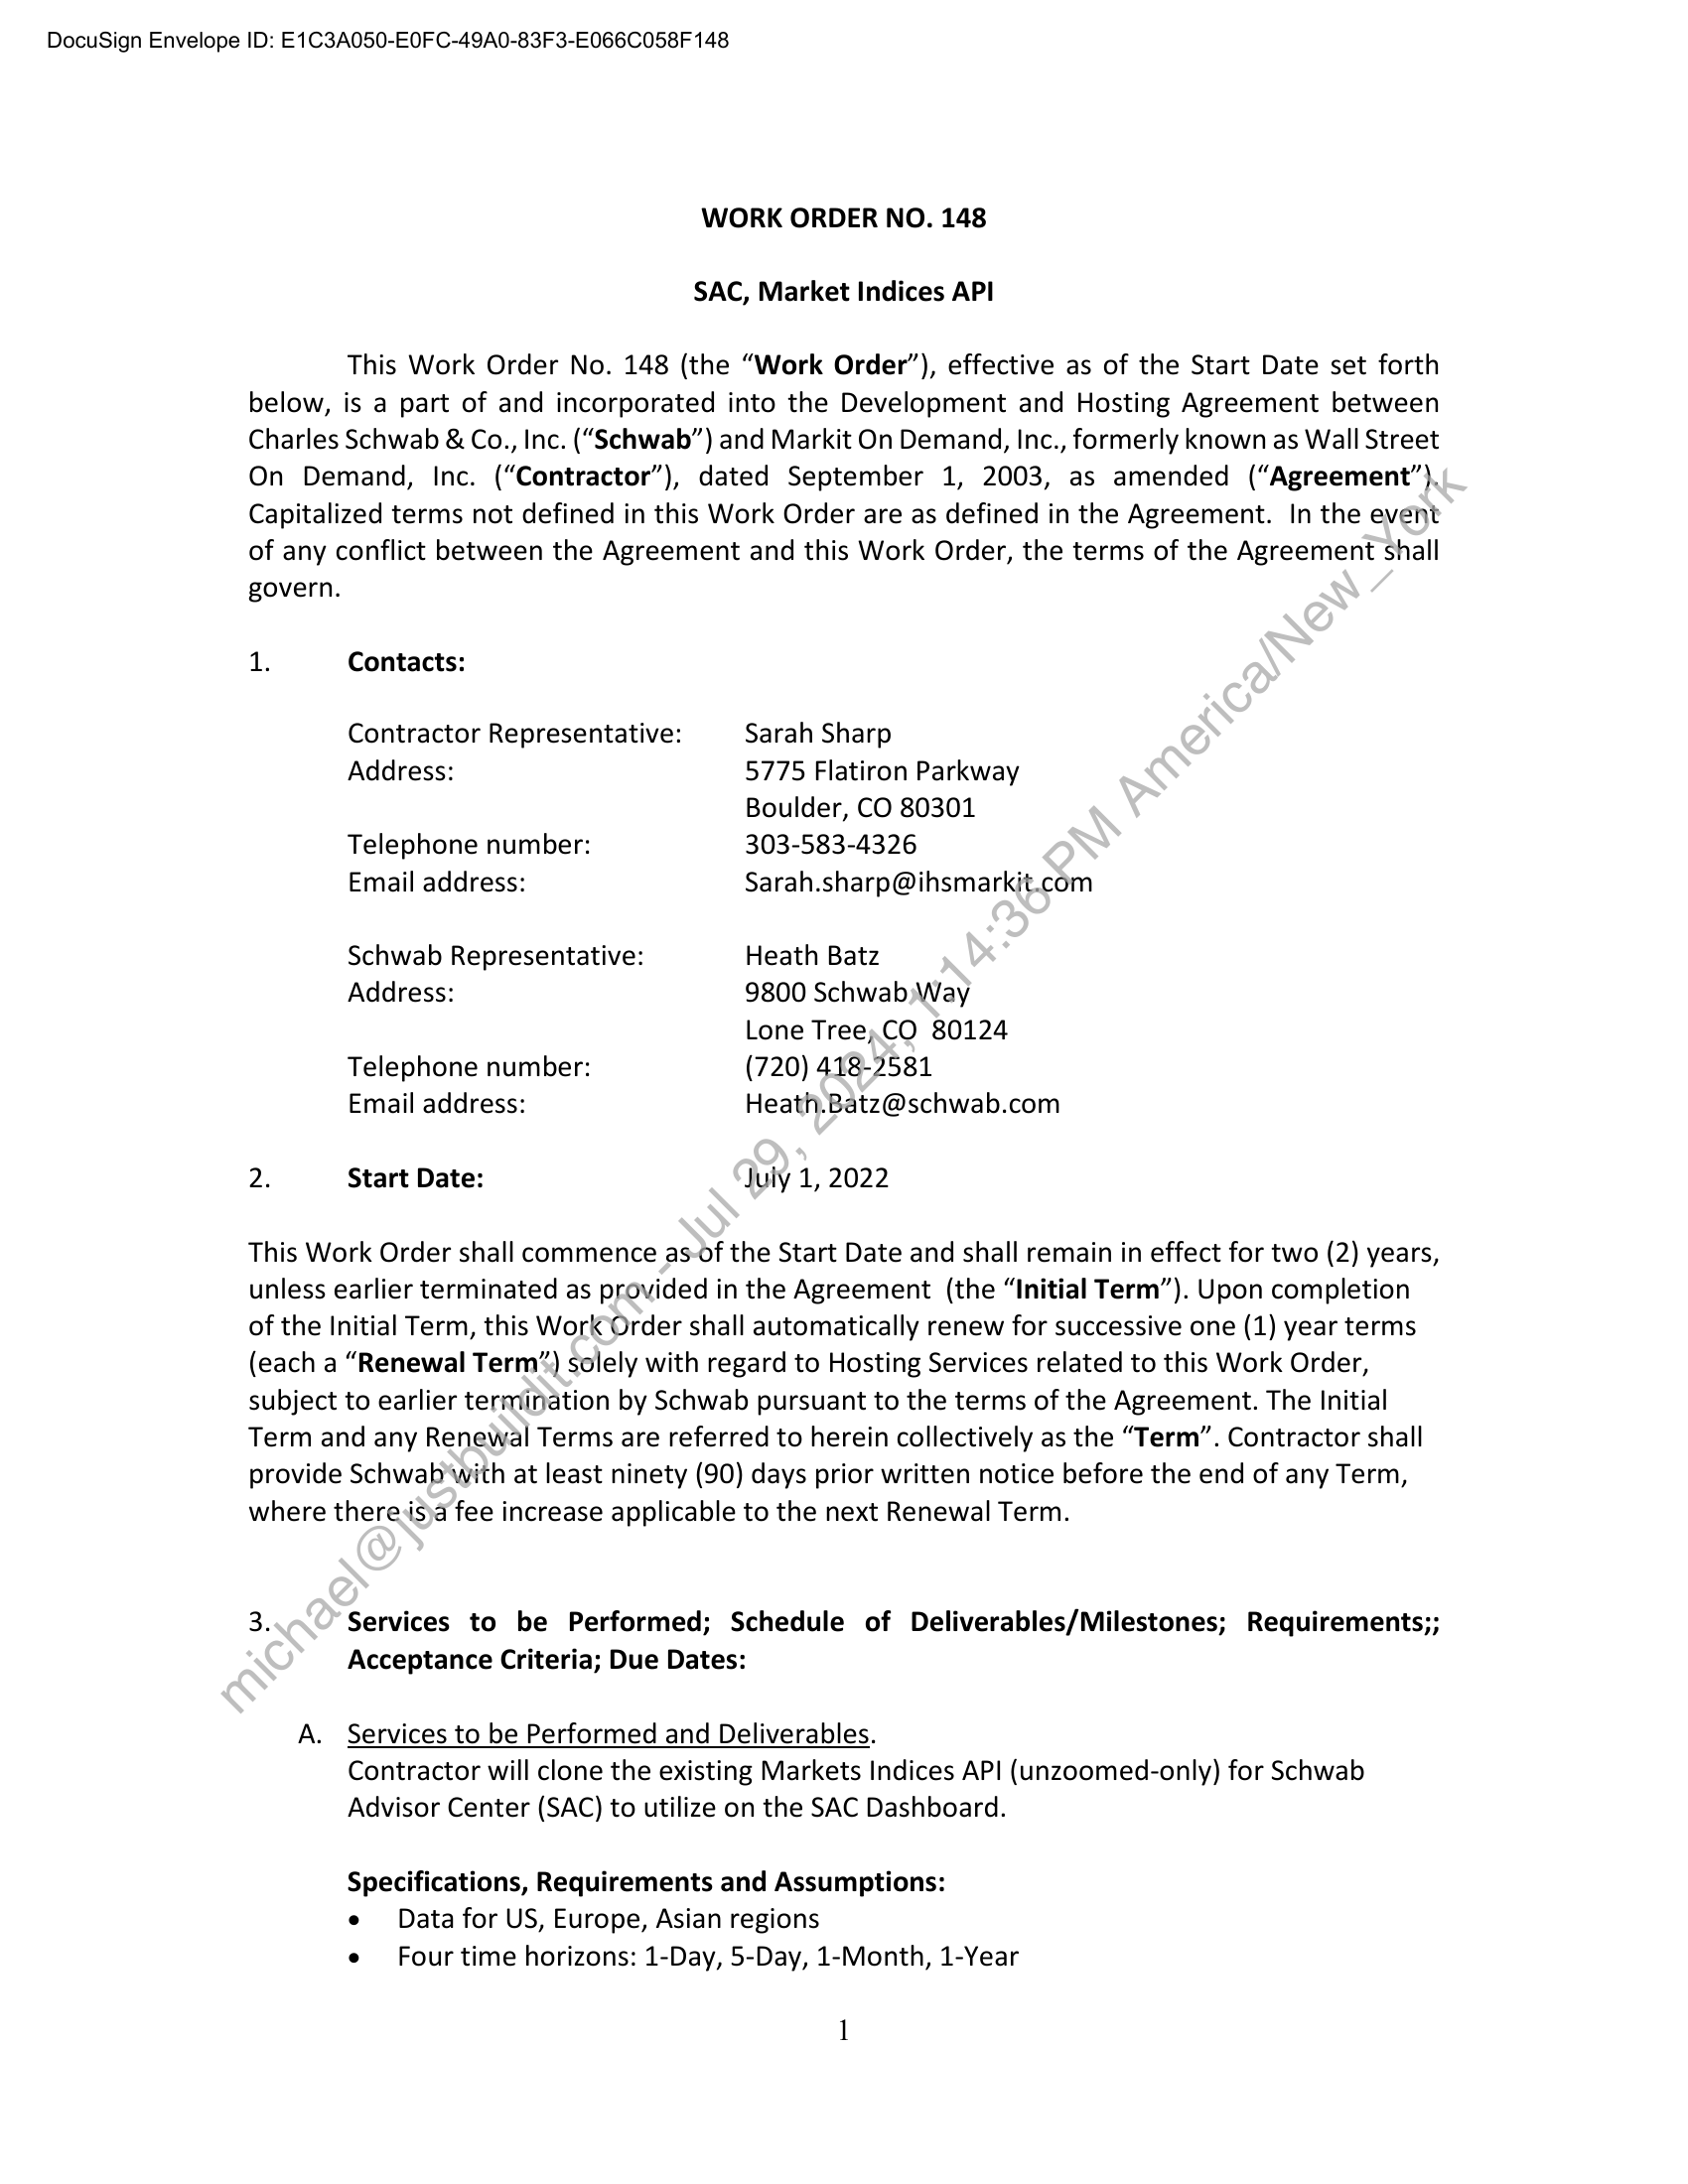 DocuSign Envelope ID: E1C3A050-E0FC-49A0-83F3-E066C058F148
WORK ORDER NO. 148
SAC, Market Indices API
This Work Order No. 148 (the “Work Order”), effective as of the Start Date set forth
below, is a part of and incorporated into the Development and Hosting Agreement between
Charles Schwab & Co., Inc. (“Schwab”) and Markit On Demand, Inc., formerly known as Wall Street
On Demand, Inc. (“Contractor”), dated September 1, 2003, as amended (“Agreement”).
Capitalized terms not defined in this Work Order are as defined in the Agreement.  In the event
of any conflict between the Agreement and this Work Order, the terms of the Agreement shall
govern.
1. Contacts:
Contractor Representative: Sarah Sharp
Address: 5775 Flatiron Parkway
Boulder, CO 80301
Telephone number: 303-583-4326
Email address: Sarah.sharp@ihsmarkit.com
Schwab Representative: Heath Batz
Address: 9800 Schwab Way
Lone Tree, CO  80124
Telephone number: (720) 418-2581
Email address: Heath.Batz@schwab.com
2. Start Date: July 1, 2022
This Work Order shall commence as of the Start Date and shall remain in effect for two (2) years,
unless earlier terminated as provided in the Agreement  (the “Initial Term”). Upon completion
of the Initial Term, this Work Order shall automatically renew for successive one (1) year terms
(each a “Renewal Term”) solely with regard to Hosting Services related to this Work Order,
subject to earlier termination by Schwab pursuant to the terms of the Agreement. The Initial
Term and any Renewal Terms are referred to herein collectively as the “Term”. Contractor shall
provide Schwab with at least ninety (90) days prior written notice before the end of any Term,
where there is a fee increase applicable to the next Renewal Term.
3. Services to be Performed; Schedule of Deliverables/Milestones; Requirements;;
Acceptance Criteria; Due Dates:
A. Services to be Performed and Deliverables.
Contractor will clone the existing Markets Indices API (unzoomed-only) for Schwab
Advisor Center (SAC) to utilize on the SAC Dashboard.
Specifications, Requirements and Assumptions:
• Data for US, Europe, Asian regions
• Four time horizons: 1-Day, 5-Day, 1-Month, 1-Year
1
michael@justbuildit.com - Jul 29, 2024, 1:14:36 PM America/New_York